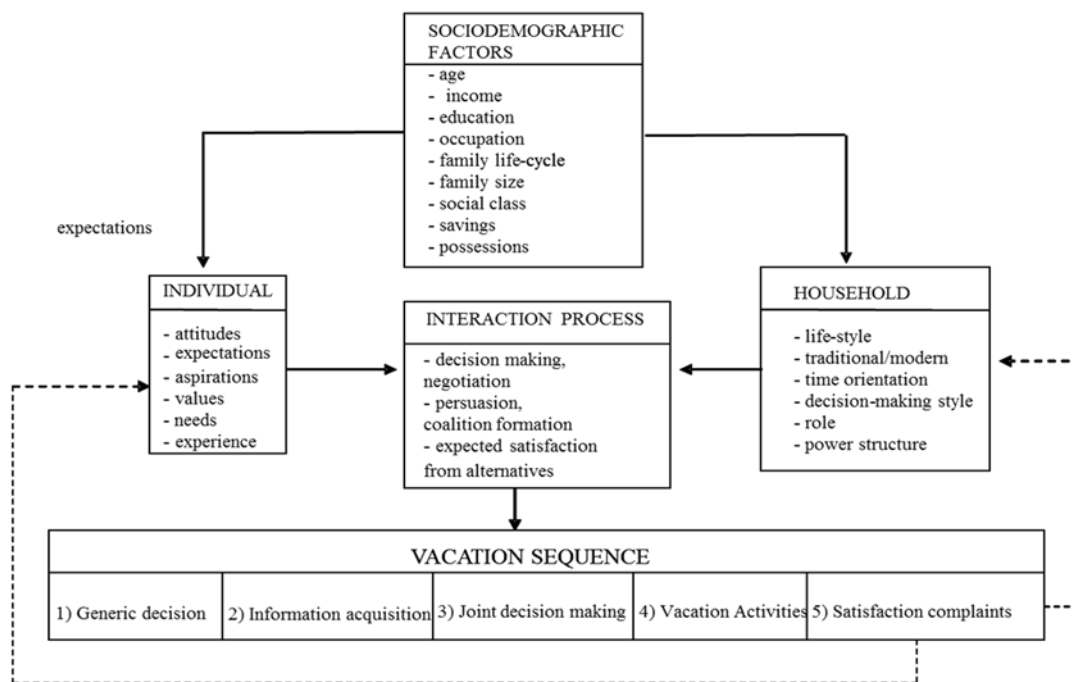 SOCIODEMOGRAPHIC
FACTORS
- age
- income
- education
- occupation
- family life-cycle
- family size
- social class
- savings
- possessions
expectations
INDIVIDUAL
- attitudes
- expectations
- aspirations
- values
- needs
- experience
INTERACTION PROCESS
- decision making,
negotiation
- persuasion,
coalition formation
- expected satisfaction
from alternatives
HOUSEHOLD
- life-style
- traditional/modern
- time orientation
- decision-making style
- role
- power structure
VACATION SEQUENCE
1) Generic decision
2) Information acquisition
3) Joint decision making
4) Vacation Activities
5) Satisfaction complaints